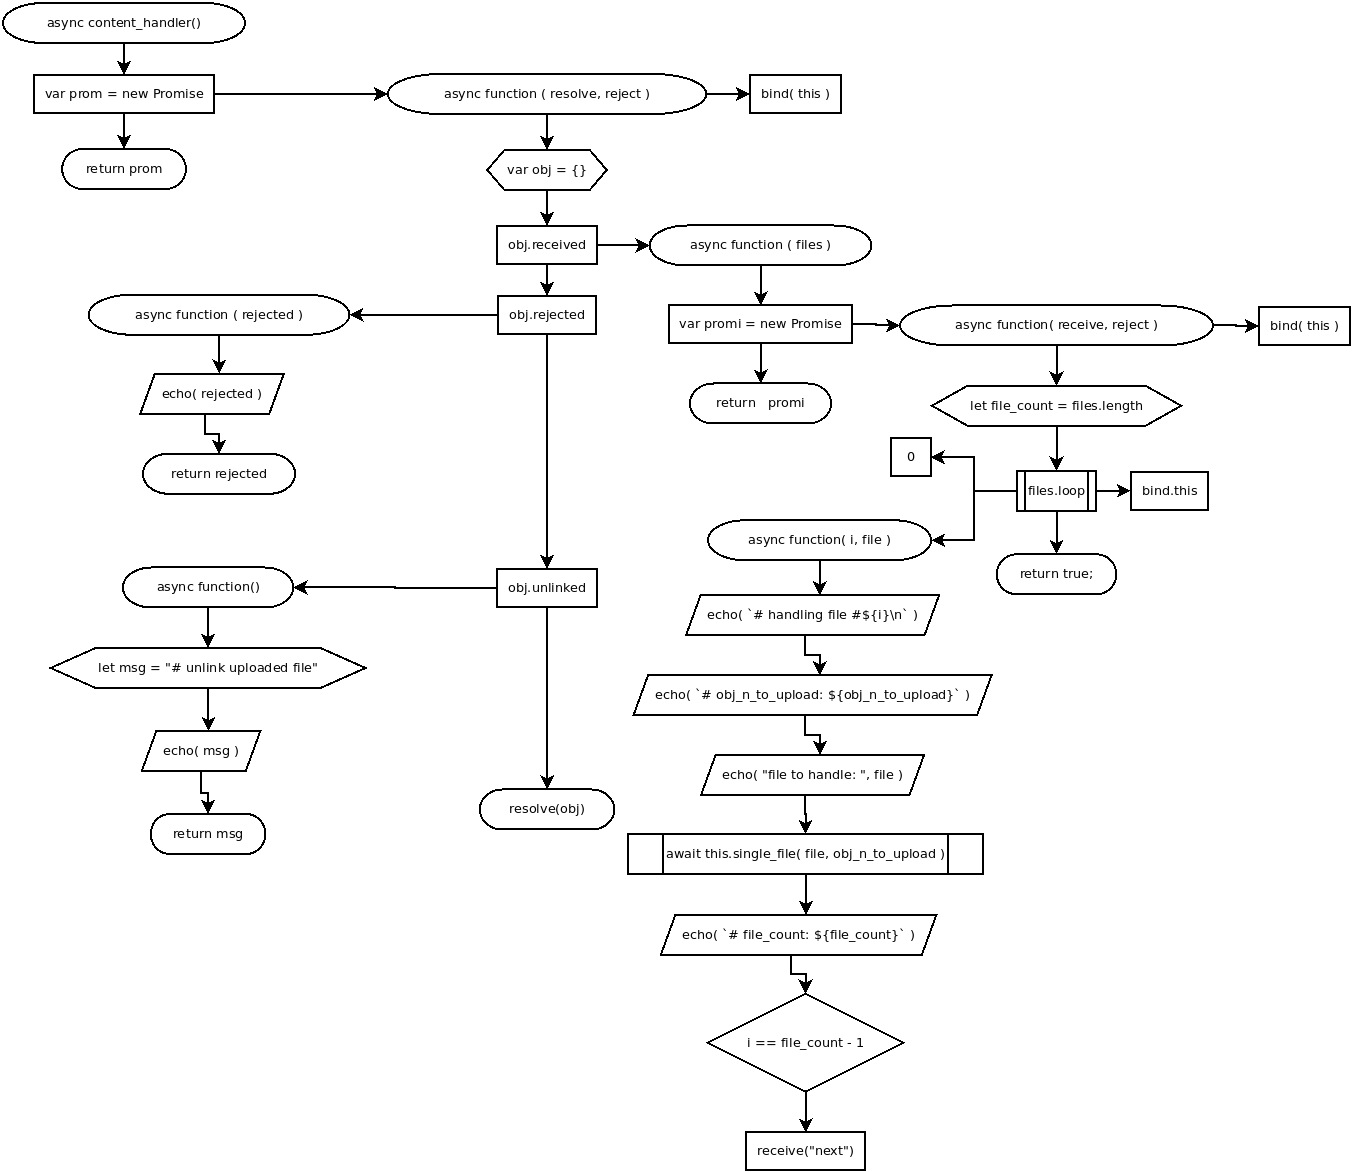 async content_handler()
var prom = new Promise
async function ( resolve, reject )
bind( this )
return prom
var obj = {}
obj.received
async function ( files )
async function ( rejected )
obj.rejected
var promi = new Promise
async function( receive, reject )
bind( this )
echo( rejected )
return   promi
let file_count = files.length
return rejected
0
files.loop
bind.this
async function( i, file )
return true;
async function()
obj.unlinked
echo( `# handling file #${i}\n` )
let msg = "# unlink uploaded file"
echo( `# obj_n_to_upload: ${obj_n_to_upload}` )
echo( msg )
echo( "file to handle: ", file )
resolve(obj)
return msg
await this.single_file( file, obj_n_to_upload )
echo( `# file_count: ${file_count}` )
i == file_count - 1
receive("next")